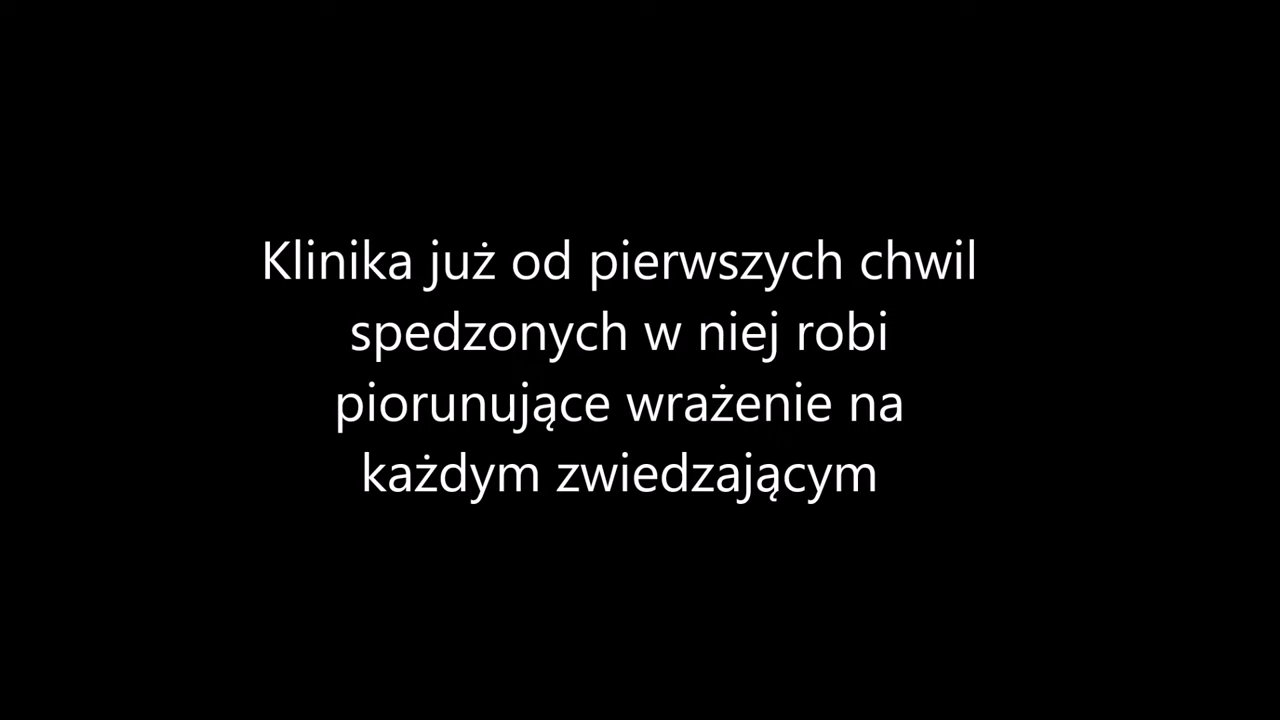 Klinika już od pierwszych chwil
spedzonych w niej robi
piorunujące wrażenie na
każdym zwiedzającym